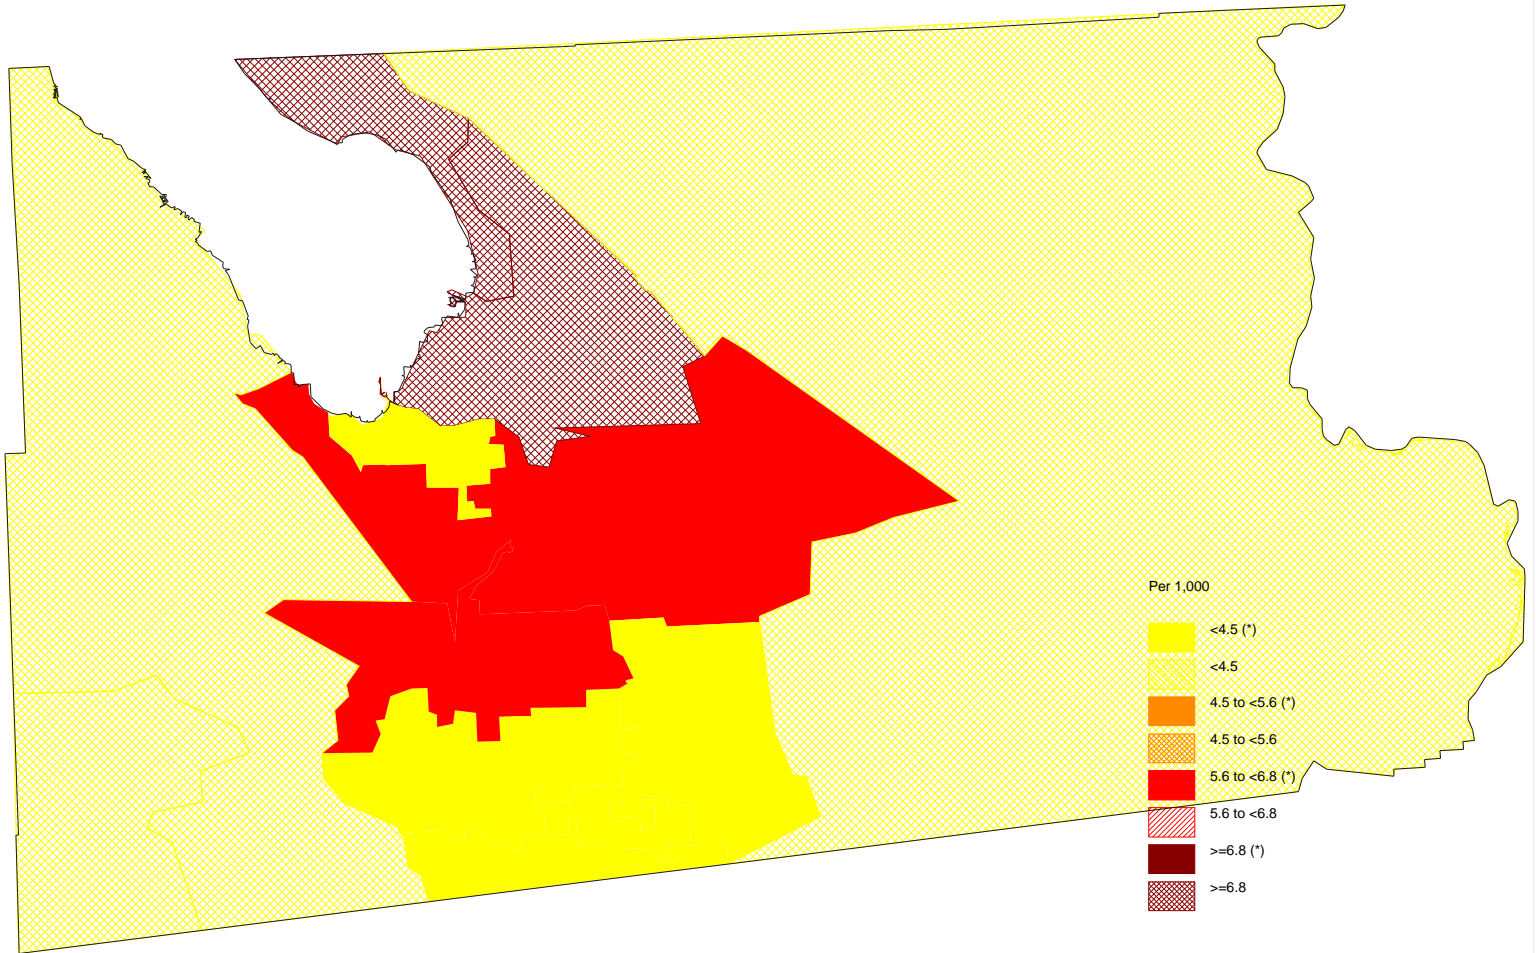 Per 1,000
<4.5 (*)
<4.5
4.5 to <5.6 (*)
4.5 to <5.6
5.6 to <6.8 (*)
5.6 to <6.8
>=6.8 (*)
>=6.8